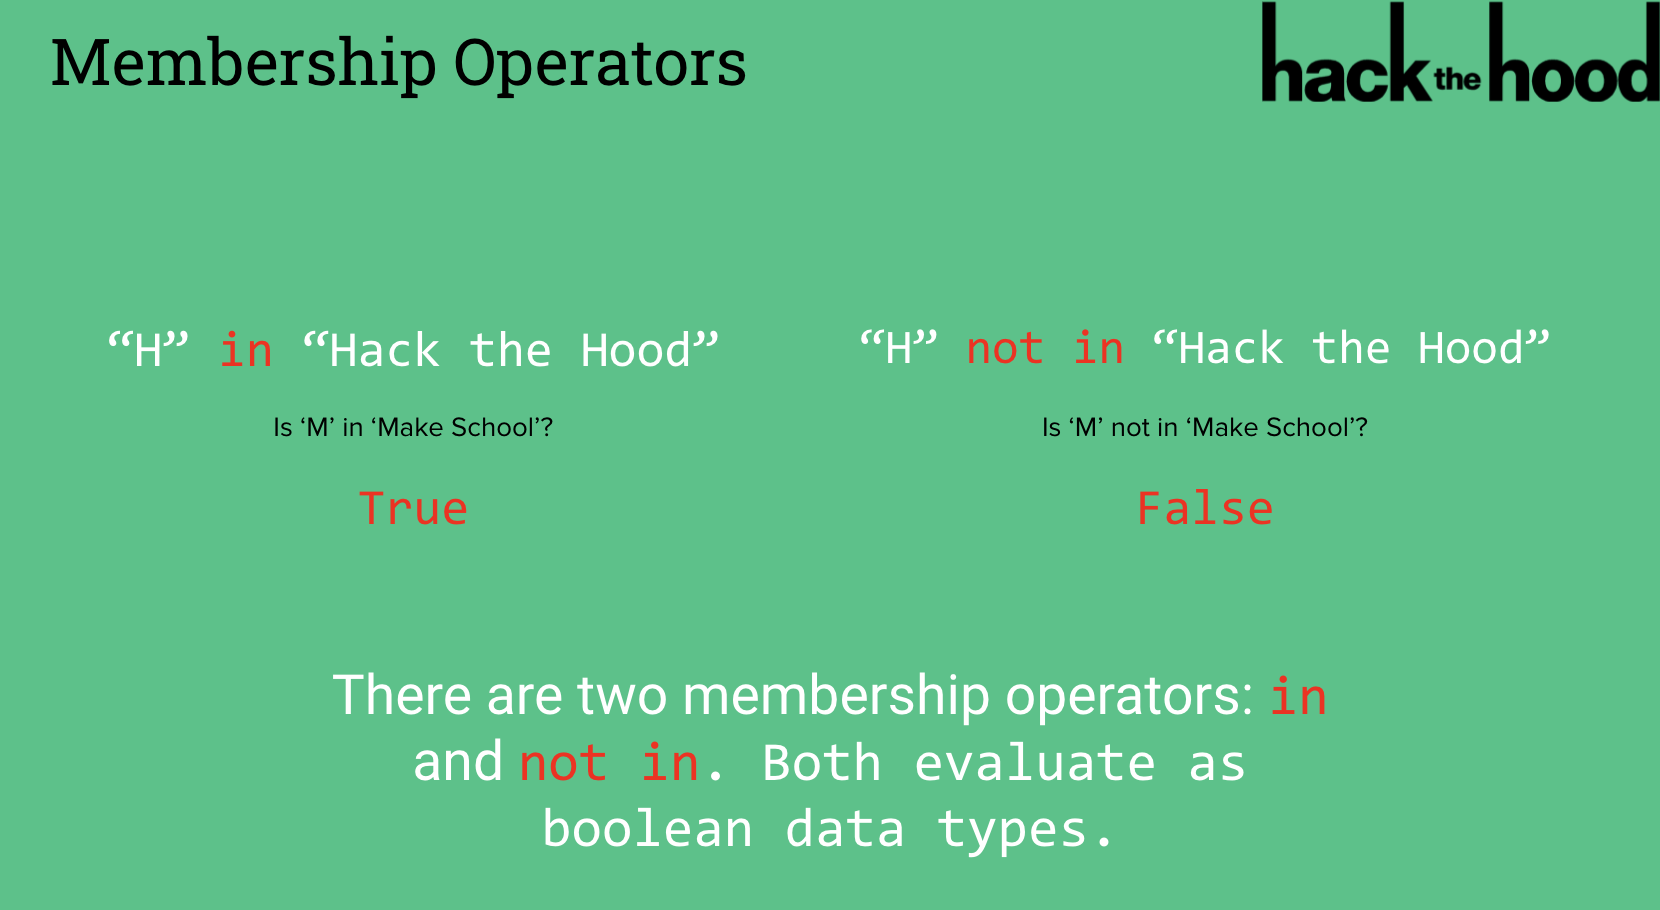 Membership Operators
hack the hood
“H” in “Hack the Hood”
Is ‘M’ in ‘Make School’?
True
“H” not in “Hack the Hood”
Is ‘M’ not in ‘Make School’?
False
There are two membership operators: in
and not in. Both evaluate as
boolean data types.